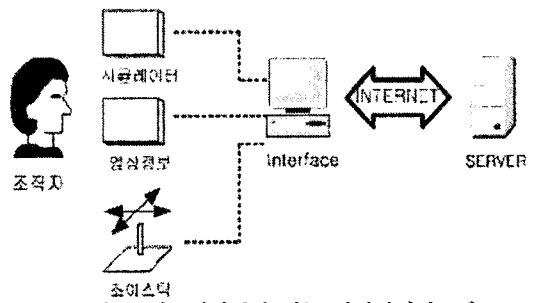 시뮬레이터
INTERNET
영상정보
Interface
SERVER
조작자
조이스틱